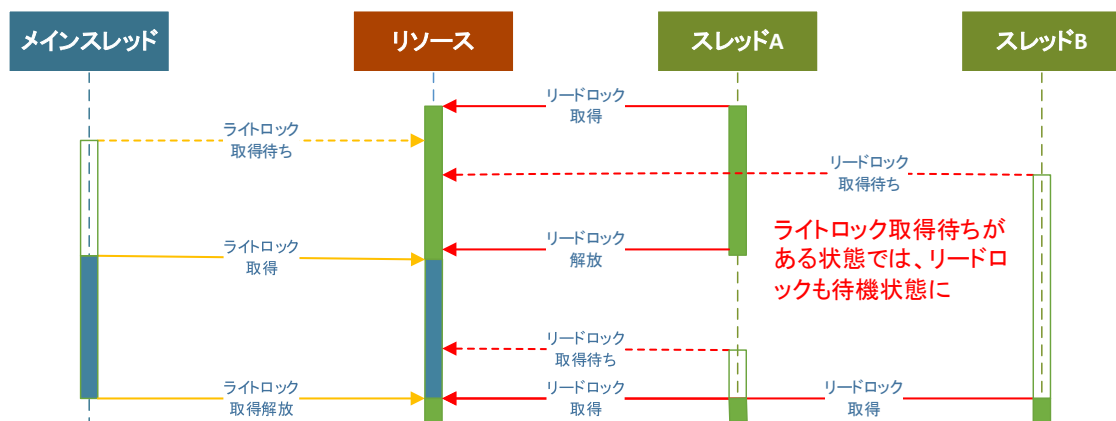 メインスレッド
リソース
スレッドA
スレッドB
リードロック
取得
ライトロック
取得待ち
リードロック
取得待ち
ライトロック取得待ちが
ある状態では、リードロ
ックも待機状態に
リードロック
解放
ライトロック
取得
リードロック
取得待ち
ライトロック
取得解放
リードロック
取得
リードロック
取得